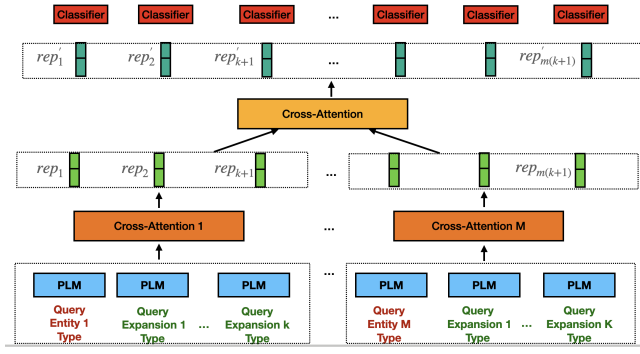 Classifier Classifier Classifier ... Classifier Classifier Classifier
rep'1 rep'2 rep'k+1 ... rep'm(k+1)
Cross-Attention
rep1 rep2 repk+1 ... repm(k+1)
Cross-Attention 1 ... Cross-Attention M
PLM PLM PLM ... PLM PLM PLM
Query Query Query Query Query Query
Entity 1 Expansion 1 ... Expansion k Entity M Expansion 1 ... Expansion K
Type Type Type Type Type Type